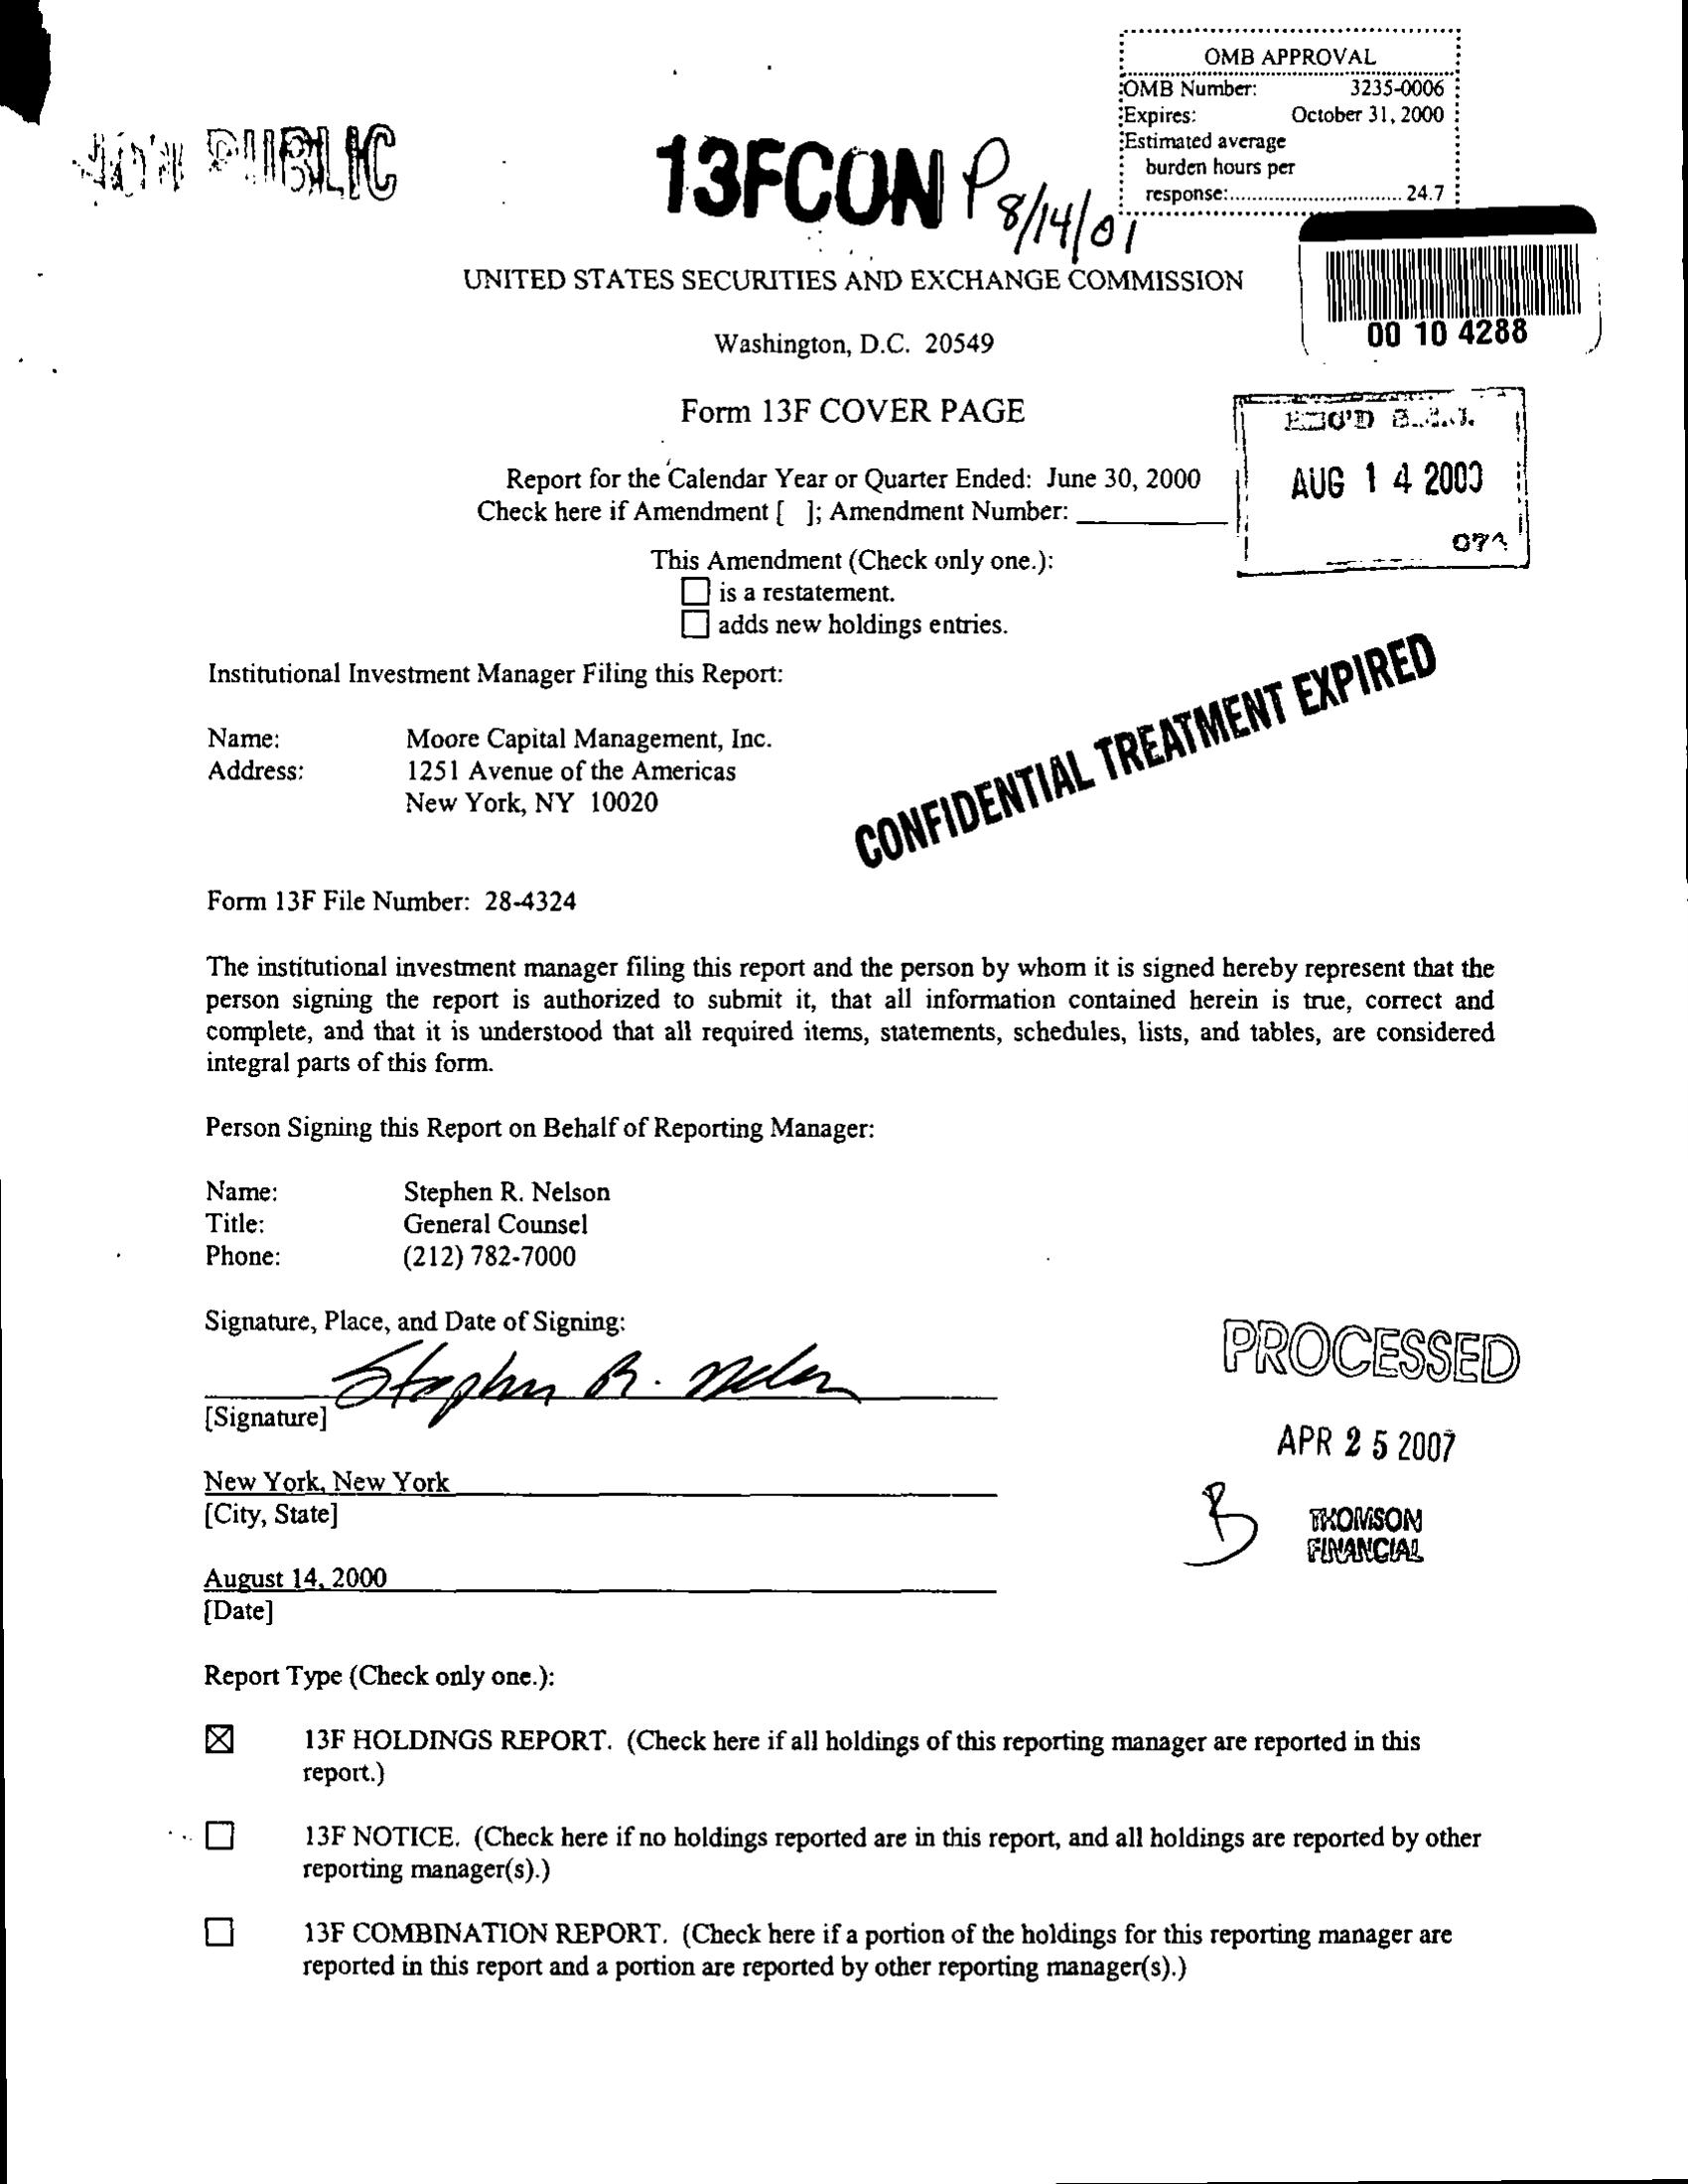 OMB APPROVAL
OMB Number: 3235-0006
Expires: October 31, 2000
Estimated average
burden hours per
response:.............................. 24.7
PUBLIC
13FCON P 8/14/01
00 10 4288
UNITED STATES SECURITIES AND EXCHANGE COMMISSION
Washington, D.C. 20549
Form 13F COVER PAGE
REC'D S.E.C.
AUG 14 2000
Report for the Calendar Year or Quarter Ended: June 30, 2000
Check here if Amendment [ ]; Amendment Number: ___________
This Amendment (Check only one.):
☐ is a restatement.
☐ adds new holdings entries.
CONFIDENTIAL TREATMENT EXPIRED
Institutional Investment Manager Filing this Report:
Name: Moore Capital Management, Inc.
Address: 1251 Avenue of the Americas
New York, NY 10020
Form 13F File Number: 28-4324
The institutional investment manager filing this report and the person by whom it is signed hereby represent that the
person signing the report is authorized to submit it, that all information contained herein is true, correct and
complete, and that it is understood that all required items, statements, schedules, lists, and tables, are considered
integral parts of this form.
Person Signing this Report on Behalf of Reporting Manager:
Name: Stephen R. Nelson
Title: General Counsel
Phone: (212) 782-7000
Signature, Place, and Date of Signing:
Stephen R. Nelson
[Signature]
New York, New York
[City, State]
August 14, 2000
[Date]
PROCESSED
APR 25 2007
B
THOMSON
FINANCIAL
Report Type (Check only one.):
☒ 13F HOLDINGS REPORT. (Check here if all holdings of this reporting manager are reported in this
report.)
☐ 13F NOTICE. (Check here if no holdings reported are in this report, and all holdings are reported by other
reporting manager(s).)
☐ 13F COMBINATION REPORT. (Check here if a portion of the holdings for this reporting manager are
reported in this report and a portion are reported by other reporting manager(s).)